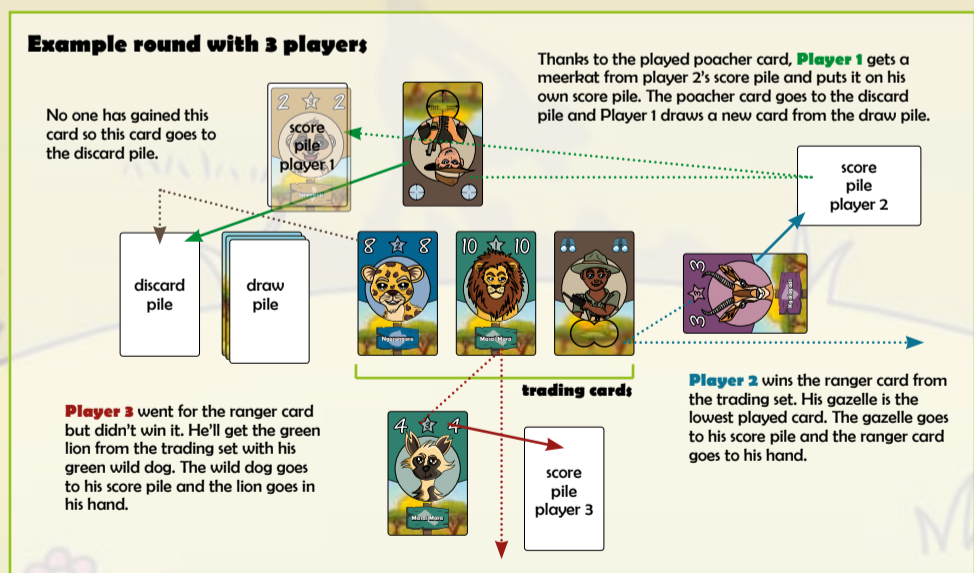 Example round with 3 players
Thanks to the played poacher card, Player 1 gets a
meerkat from player 2's score pile and puts it on his
own score pile. The poacher card goes to the discard
pile and Player 1 draws a new card from the draw pile.
No one has gained this
card so this card goes to
the discard pile.
2 3 2
score
pile
player 1
score
pile
player 2
discard
pile
draw
pile
8 2 8
Ngorongoro
10 1 10
Masai Mara
3 3
Kgalagadi
trading cards
Player 3 went for the ranger card
but didn't win it. He'll get the green
lion from the trading set with his
green wild dog. The wild dog goes
to his score pile and the lion goes in
his hand.
4 4
Masai Mara
score
pile
player 3
Player 2 wins the ranger card from
the trading set. His gazelle is the
lowest played card. The gazelle goes
to his score pile and the ranger card
goes to his hand.